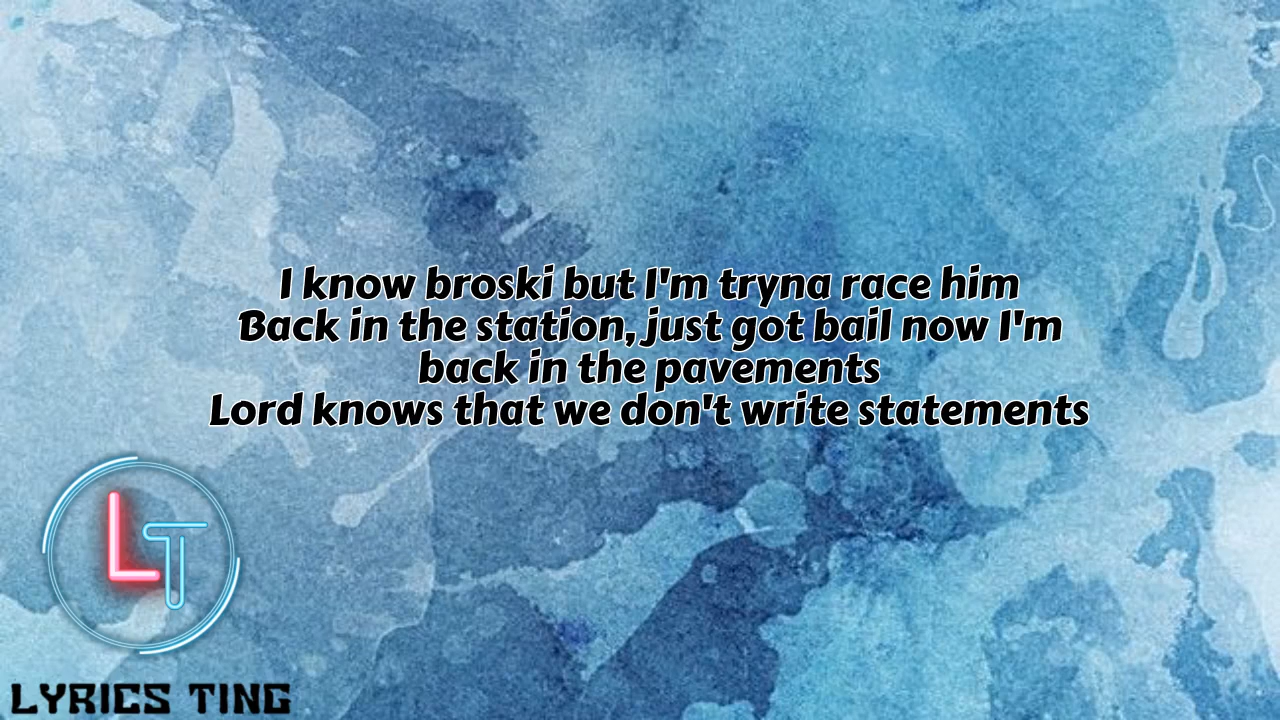 I know broski but I'm tryna race him
Back in the station, just got bail now I'm
back in the pavements
Lord knows that we don't write statements
LT
LYRICS TING